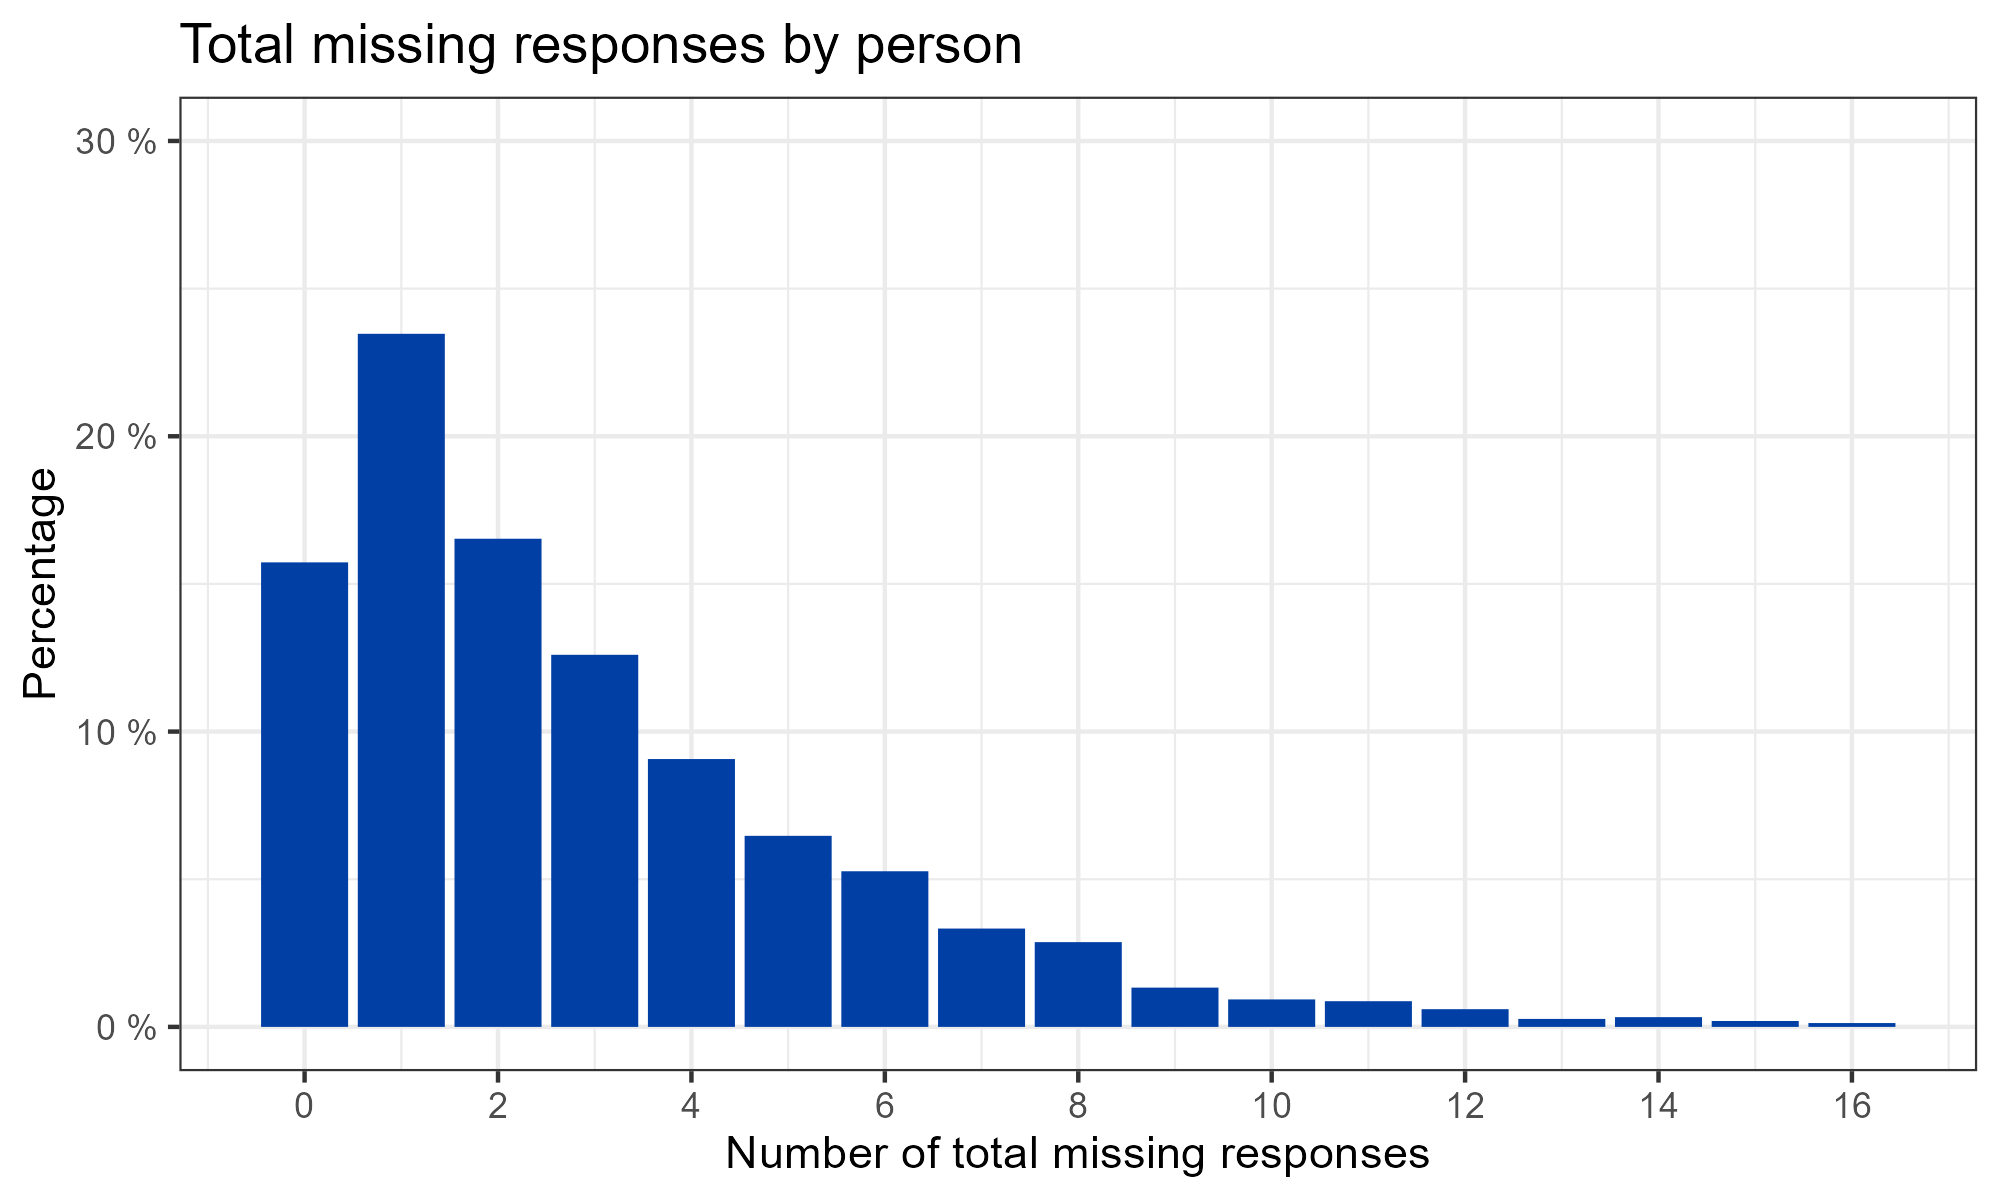 Total missing responses by person
30 %
20 %
10 %
0 %
Percentage
0 2 4 6 8 10 12 14 16
Number of total missing responses